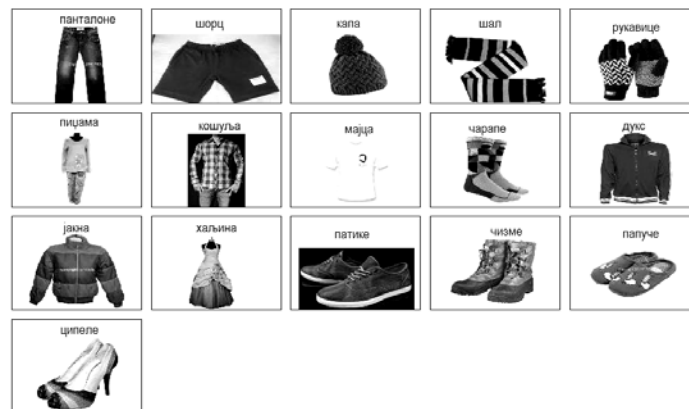 панталоне
шорц
капа
шал
рукавице
пиџама
кошуља
мајца
чарапе
дукс
јакна
хаљина
патике
чизме
папуче
ципеле